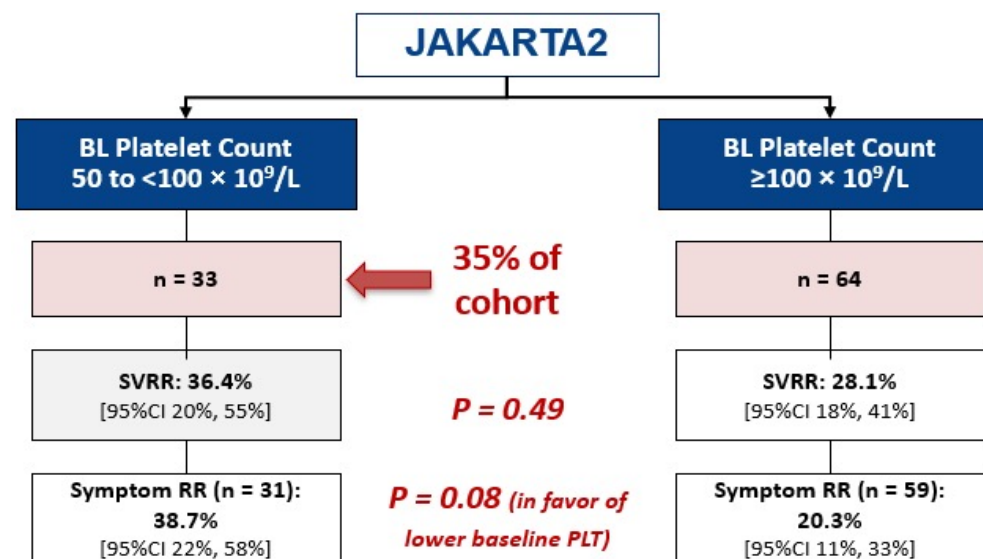 JAKARTA2
BL Platelet Count
50 to <100 × 10⁹/L
BL Platelet Count
≥100 × 10⁹/L
n = 33
35% of
cohort
n = 64
SVRR: 36.4%
[95%CI 20%, 55%]
P = 0.49
SVRR: 28.1%
[95%CI 18%, 41%]
Symptom RR (n = 31):
38.7%
[95%CI 22%, 58%]
P = 0.08 (in favor of
lower baseline PLT)
Symptom RR (n = 59):
20.3%
[95%CI 11%, 33%]